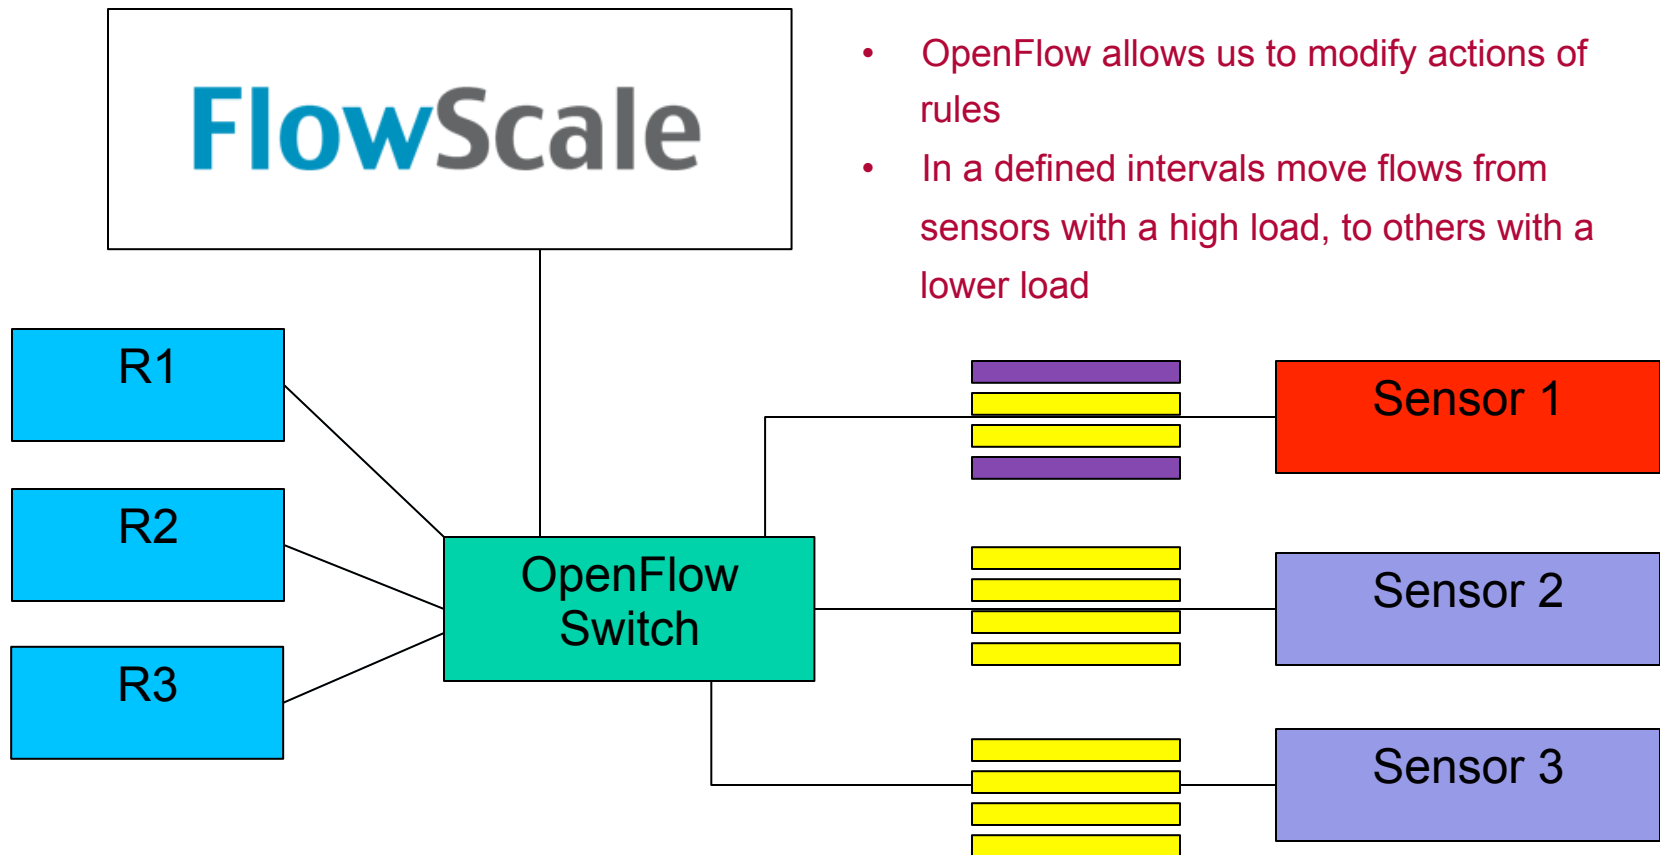 FlowScale
• OpenFlow allows us to modify actions of
rules
• In a defined intervals move flows from
sensors with a high load, to others with a
lower load
R1
R2
R3
OpenFlow
Switch
Sensor 1
Sensor 2
Sensor 3